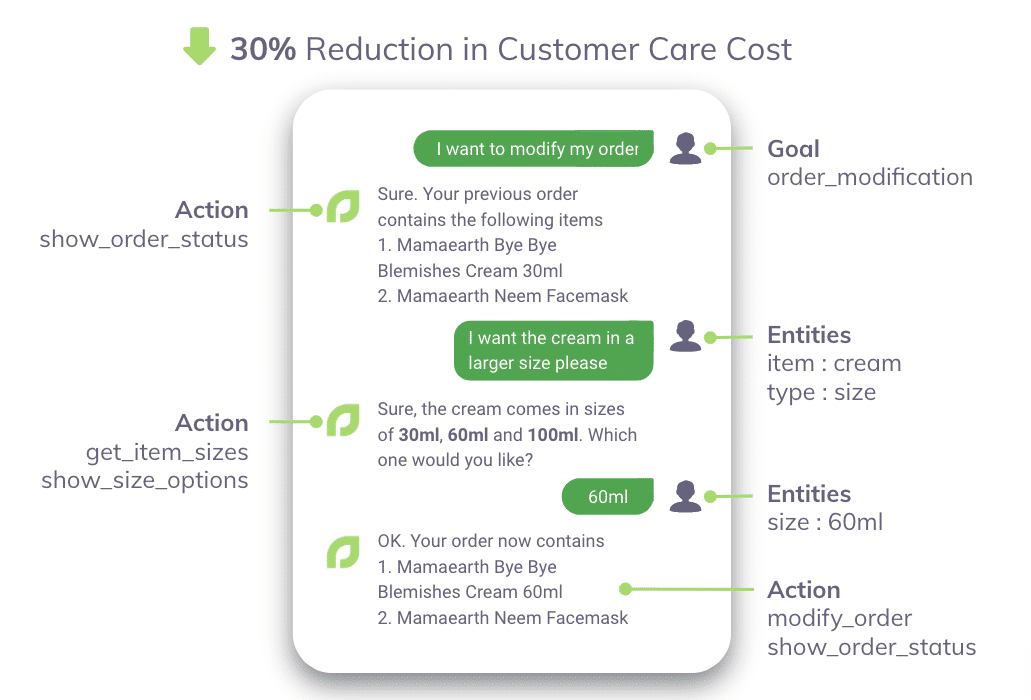 30% Reduction in Customer Care Cost
I want to modify my order
Goal
order_modification
Action
show_order_status
Sure. Your previous order
contains the following items
1. Mamaearth Bye Bye
Blemishes Cream 30ml
2. Mamaearth Neem Facemask
I want the cream in a
larger size please
Entities
item : cream
type : size
Action
get_item_sizes
show_size_options
Sure, the cream comes in sizes
of 30ml, 60ml and 100ml. Which
one would you like?
60ml
Entities
size : 60ml
OK. Your order now contains
1. Mamaearth Bye Bye
Blemishes Cream 60ml
2. Mamaearth Neem Facemask
Action
modify_order
show_order_status